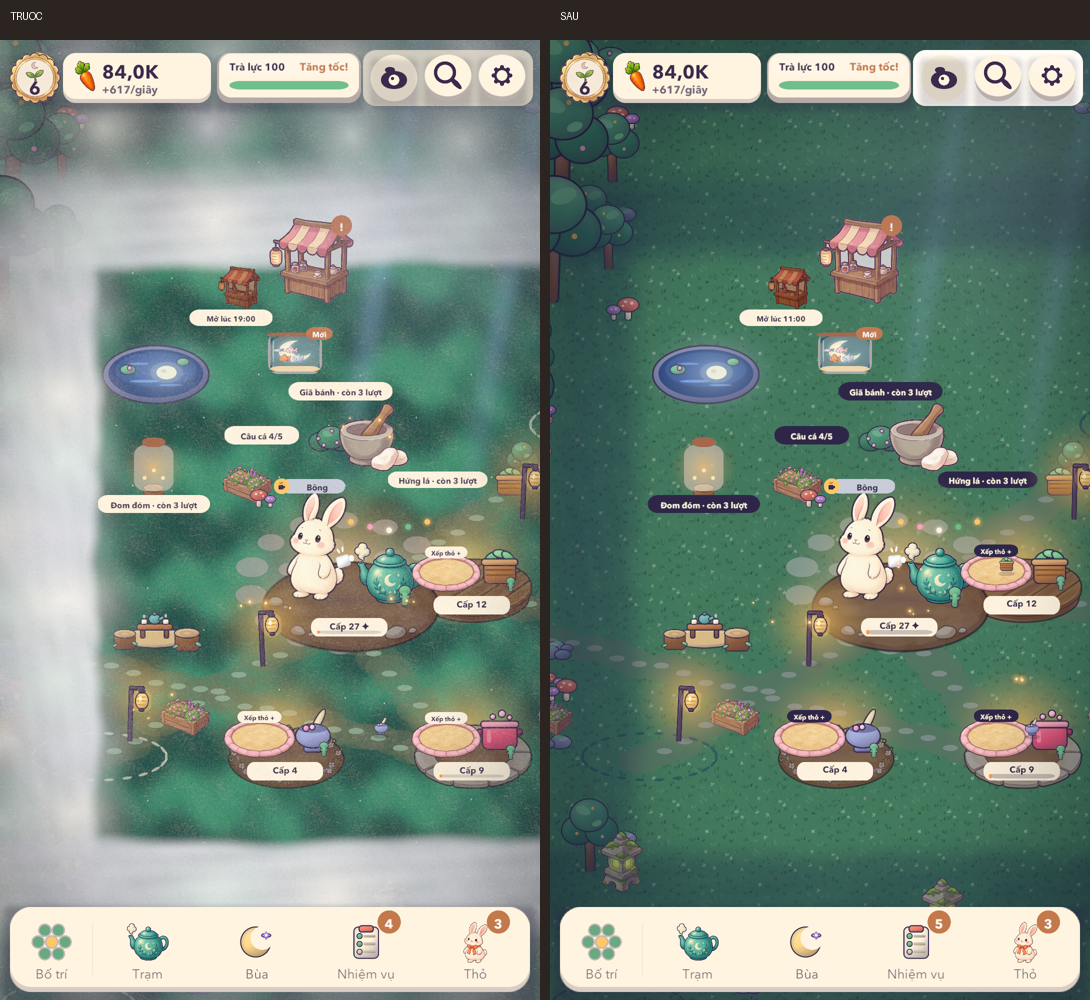 TRUOC
6
84,0K
+617/giây
Trà lực 100 Tăng tốc!
!
Mở lúc 19:00
Mới
Giã bánh · còn 3 lượt
Câu cá 4/5
Hứng lá · còn 3 lượt
Bông
Đom đóm · còn 3 lượt
Xếp thỏ +
Cấp 12
Cấp 27 ✦
Xếp thỏ +
Xếp thỏ +
Cấp 4
Cấp 9
4
3
Bố trí
Trạm
Bùa
Nhiệm vụ
Thỏ
SAU
6
84,0K
+617/giây
Trà lực 100 Tăng tốc!
!
Mở lúc 11:00
Mới
Giã bánh · còn 3 lượt
Câu cá 4/5
Hứng lá · còn 3 lượt
Bông
Đom đóm · còn 3 lượt
Xếp thỏ +
Cấp 12
Cấp 27 ✦
Xếp thỏ +
Xếp thỏ +
Cấp 4
Cấp 9
5
3
Bố trí
Trạm
Bùa
Nhiệm vụ
Thỏ